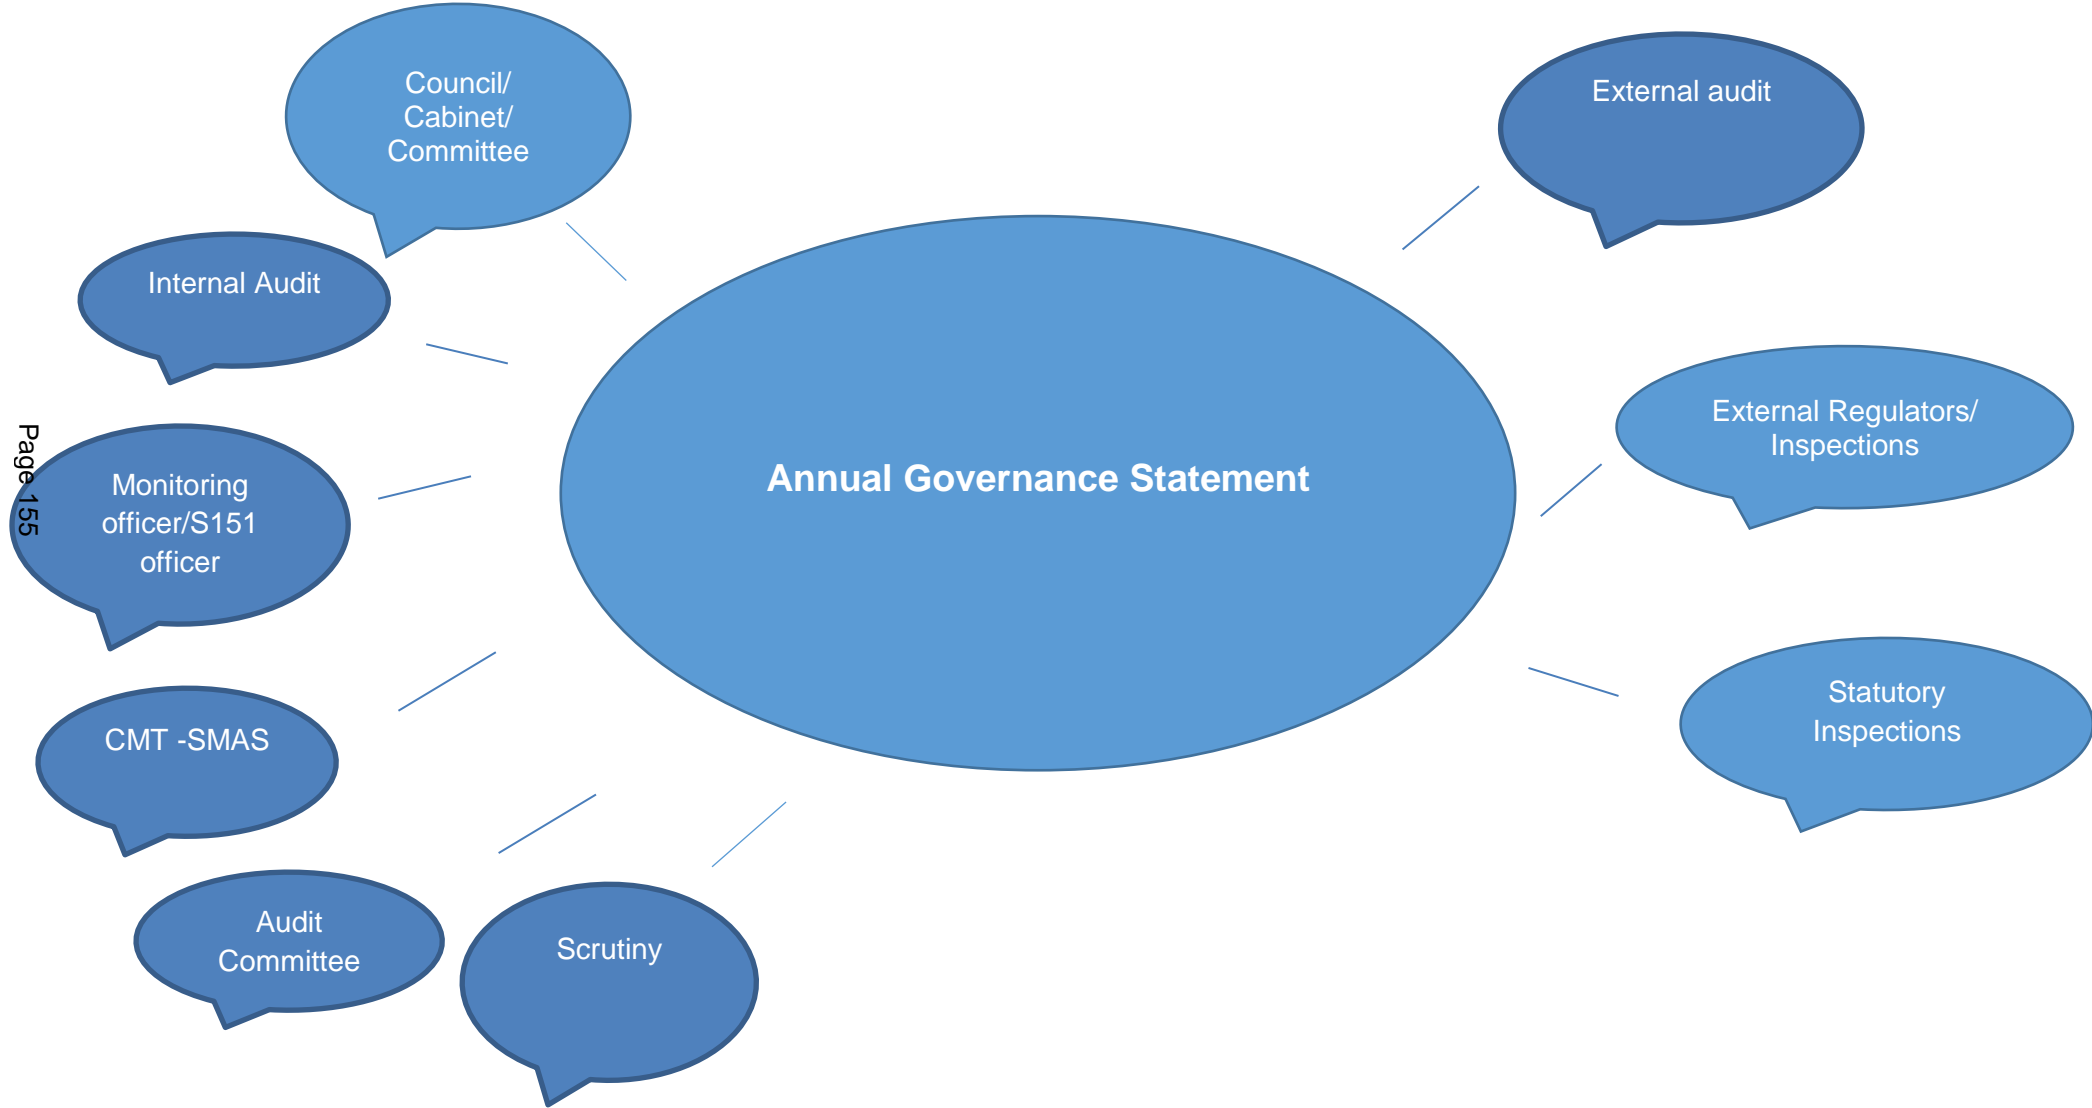 Council/
Cabinet/
Committee
External audit
Internal Audit
External Regulators/
Inspections
Page 155
Monitoring
officer/S151
officer
Annual Governance Statement
Statutory
Inspections
CMT -SMAS
Audit
Committee
Scrutiny